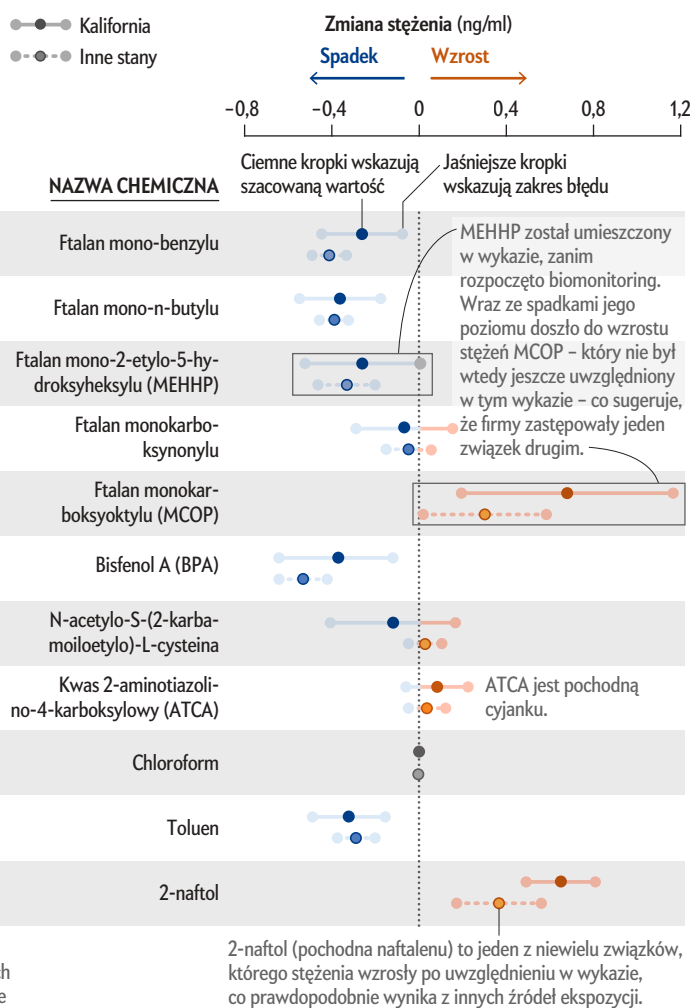 Kalifornia
Inne stany
Zmiana stężenia (ng/ml)
Spadek
Wzrost
−0,8 −0,4 0 0,4 0,8 1,2
NAZWA CHEMICZNA
Ciemne kropki wskazują
szacowaną wartość
Jaśniejsze kropki
wskazują zakres błędu
Ftalan mono-benzylu
Ftalan mono-n-butylu
Ftalan mono-2-etylo-5-hy-
droksyheksylu (MEHHP)
MEHHP został umieszczony
w wykazie, zanim
rozpoczęto biomonitoring.
Wraz ze spadkami jego
poziomu doszło do wzrostu
stężeń MCOP – który nie był
wtedy jeszcze uwzględniony
w tym wykazie – co sugeruje,
że firmy zastępowały jeden
związek drugim.
Ftalan monokarbo-
ksynonylu
Ftalan monokar-
boksyoktylu (MCOP)
Bisfenol A (BPA)
N-acetylo-S-(2-karba-
moiloetylo)-L-cysteina
Kwas 2-aminotiazoli-
no-4-karboksylowy (ATCA)
ATCA jest pochodną
cyjanku.
Chloroform
Toluen
2-naftol
2-naftol (pochodna naftalenu) to jeden z niewielu związków,
którego stężenia wzrosły po uwzględnieniu w wykazie,
co prawdopodobnie wynika z innych źródeł ekspozycji.